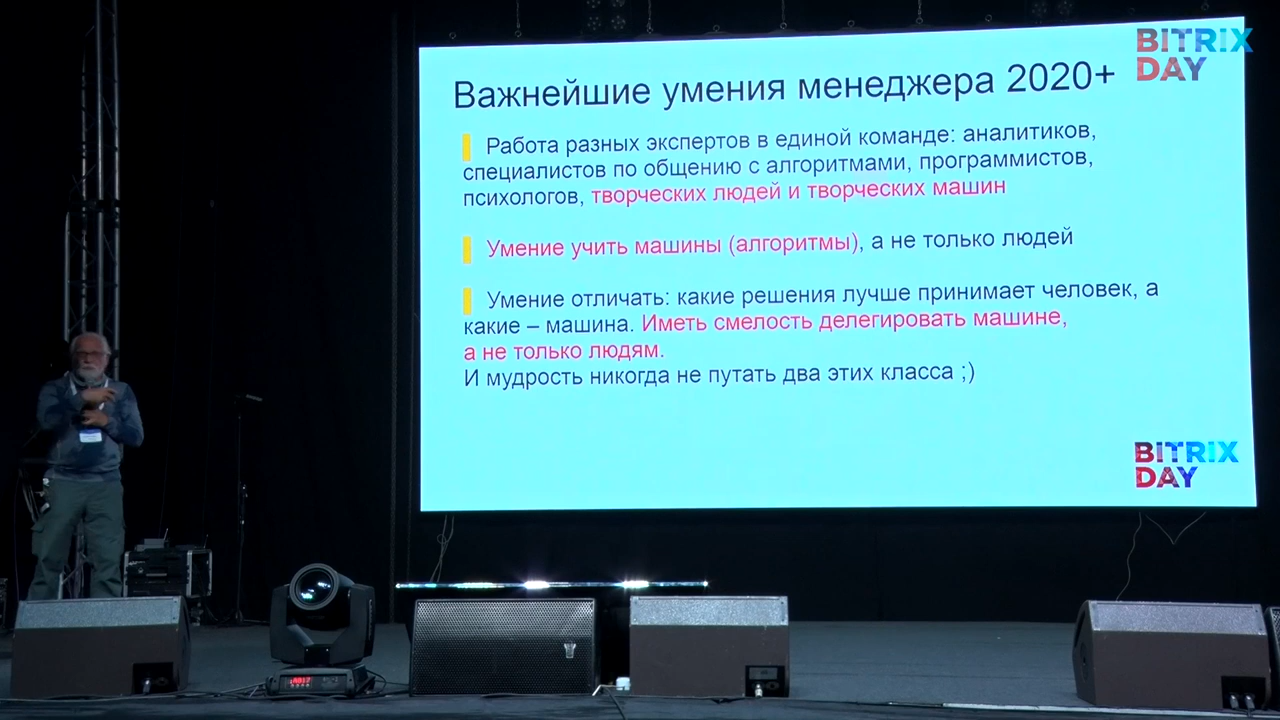 BITRIX
DAY
Важнейшие умения менеджера 2020+
Работа разных экспертов в единой команде: аналитиков,
специалистов по общению с алгоритмами, программистов,
психологов, творческих людей и творческих машин
Умение учить машины (алгоритмы), а не только людей
Умение отличать: какие решения лучше принимает человек, а
какие – машина. Иметь смелость делегировать машине,
а не только людям.
И мудрость никогда не путать два этих класса ;)
BITRIX
DAY